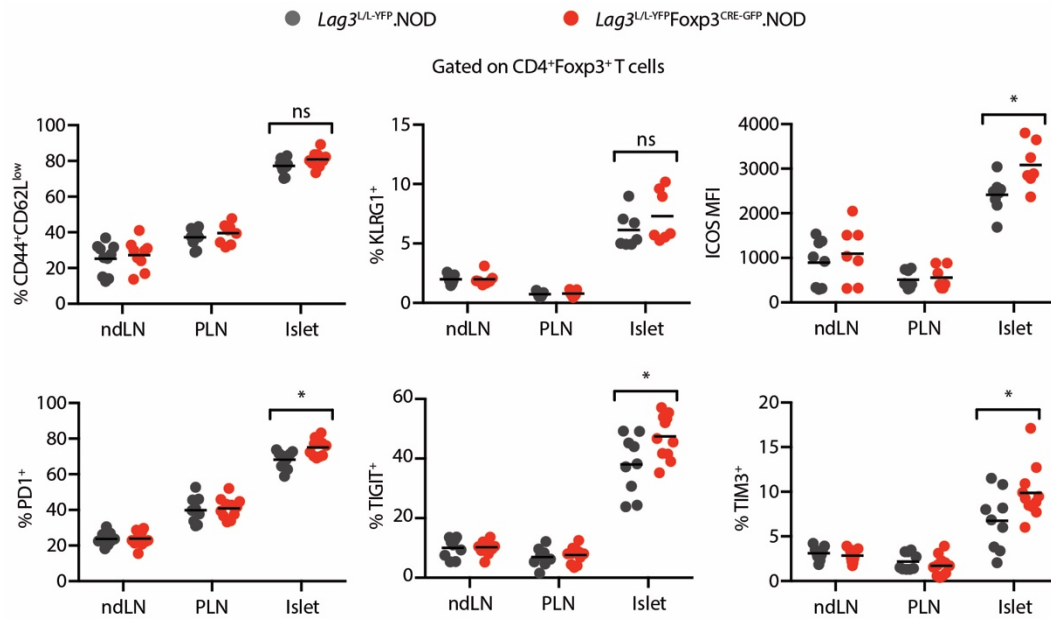 Lag3L/L-YFP.NOD
Lag3L/L-YFPFoxp3CRE-GFP.NOD
Gated on CD4+Foxp3+ T cells
% CD44+CD62Llow
100
80
60
40
20
0
ns
ndLN
PLN
Islet
% KLRG1+
15
10
5
0
ns
ndLN
PLN
Islet
ICOS MFI
4000
3000
2000
1000
0
*
ndLN
PLN
Islet
% PD1+
100
80
60
40
20
0
*
ndLN
PLN
Islet
% TIGIT+
60
40
20
0
*
ndLN
PLN
Islet
% TIM3+
20
15
10
5
0
*
ndLN
PLN
Islet